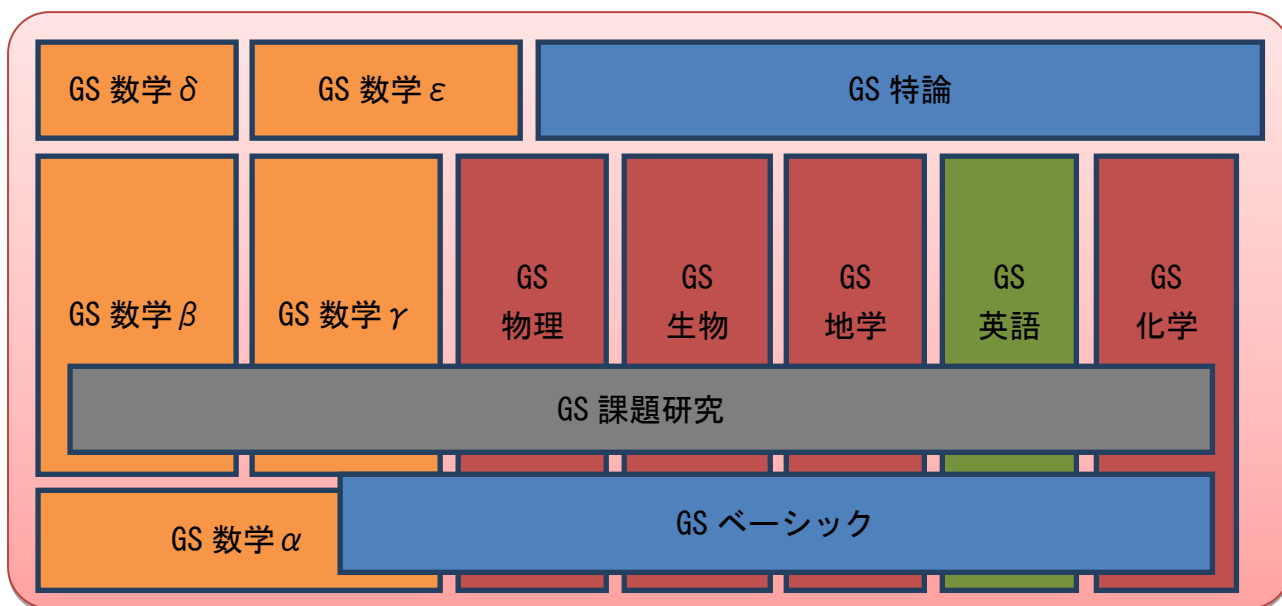 GS 数学δ
GS 数学ε
GS 特論
GS 数学β
GS 数学γ
GS
物理
GS
生物
GS
地学
GS
英語
GS
化学
GS 課題研究
GS 数学α
GS ベーシック